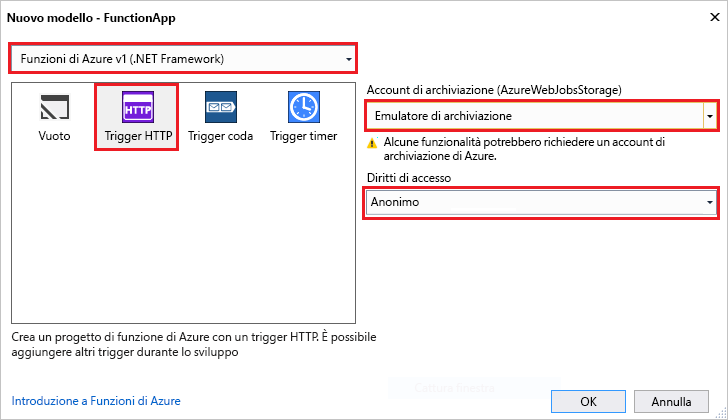 Nuovo modello - FunctionApp
Funzioni di Azure v1 (.NET Framework)
Vuoto
HTTP
Trigger HTTP
Trigger coda
Trigger timer
Account di archiviazione (AzureWebJobsStorage)
Emulatore di archiviazione
Alcune funzionalità potrebbero richiedere un account di
archiviazione di Azure.
Diritti di accesso
Anonimo
Crea un progetto di funzione di Azure con un trigger HTTP. È possibile
aggiungere altri trigger durante lo sviluppo
Cattura finestra
Introduzione a Funzioni di Azure
OK
Annulla